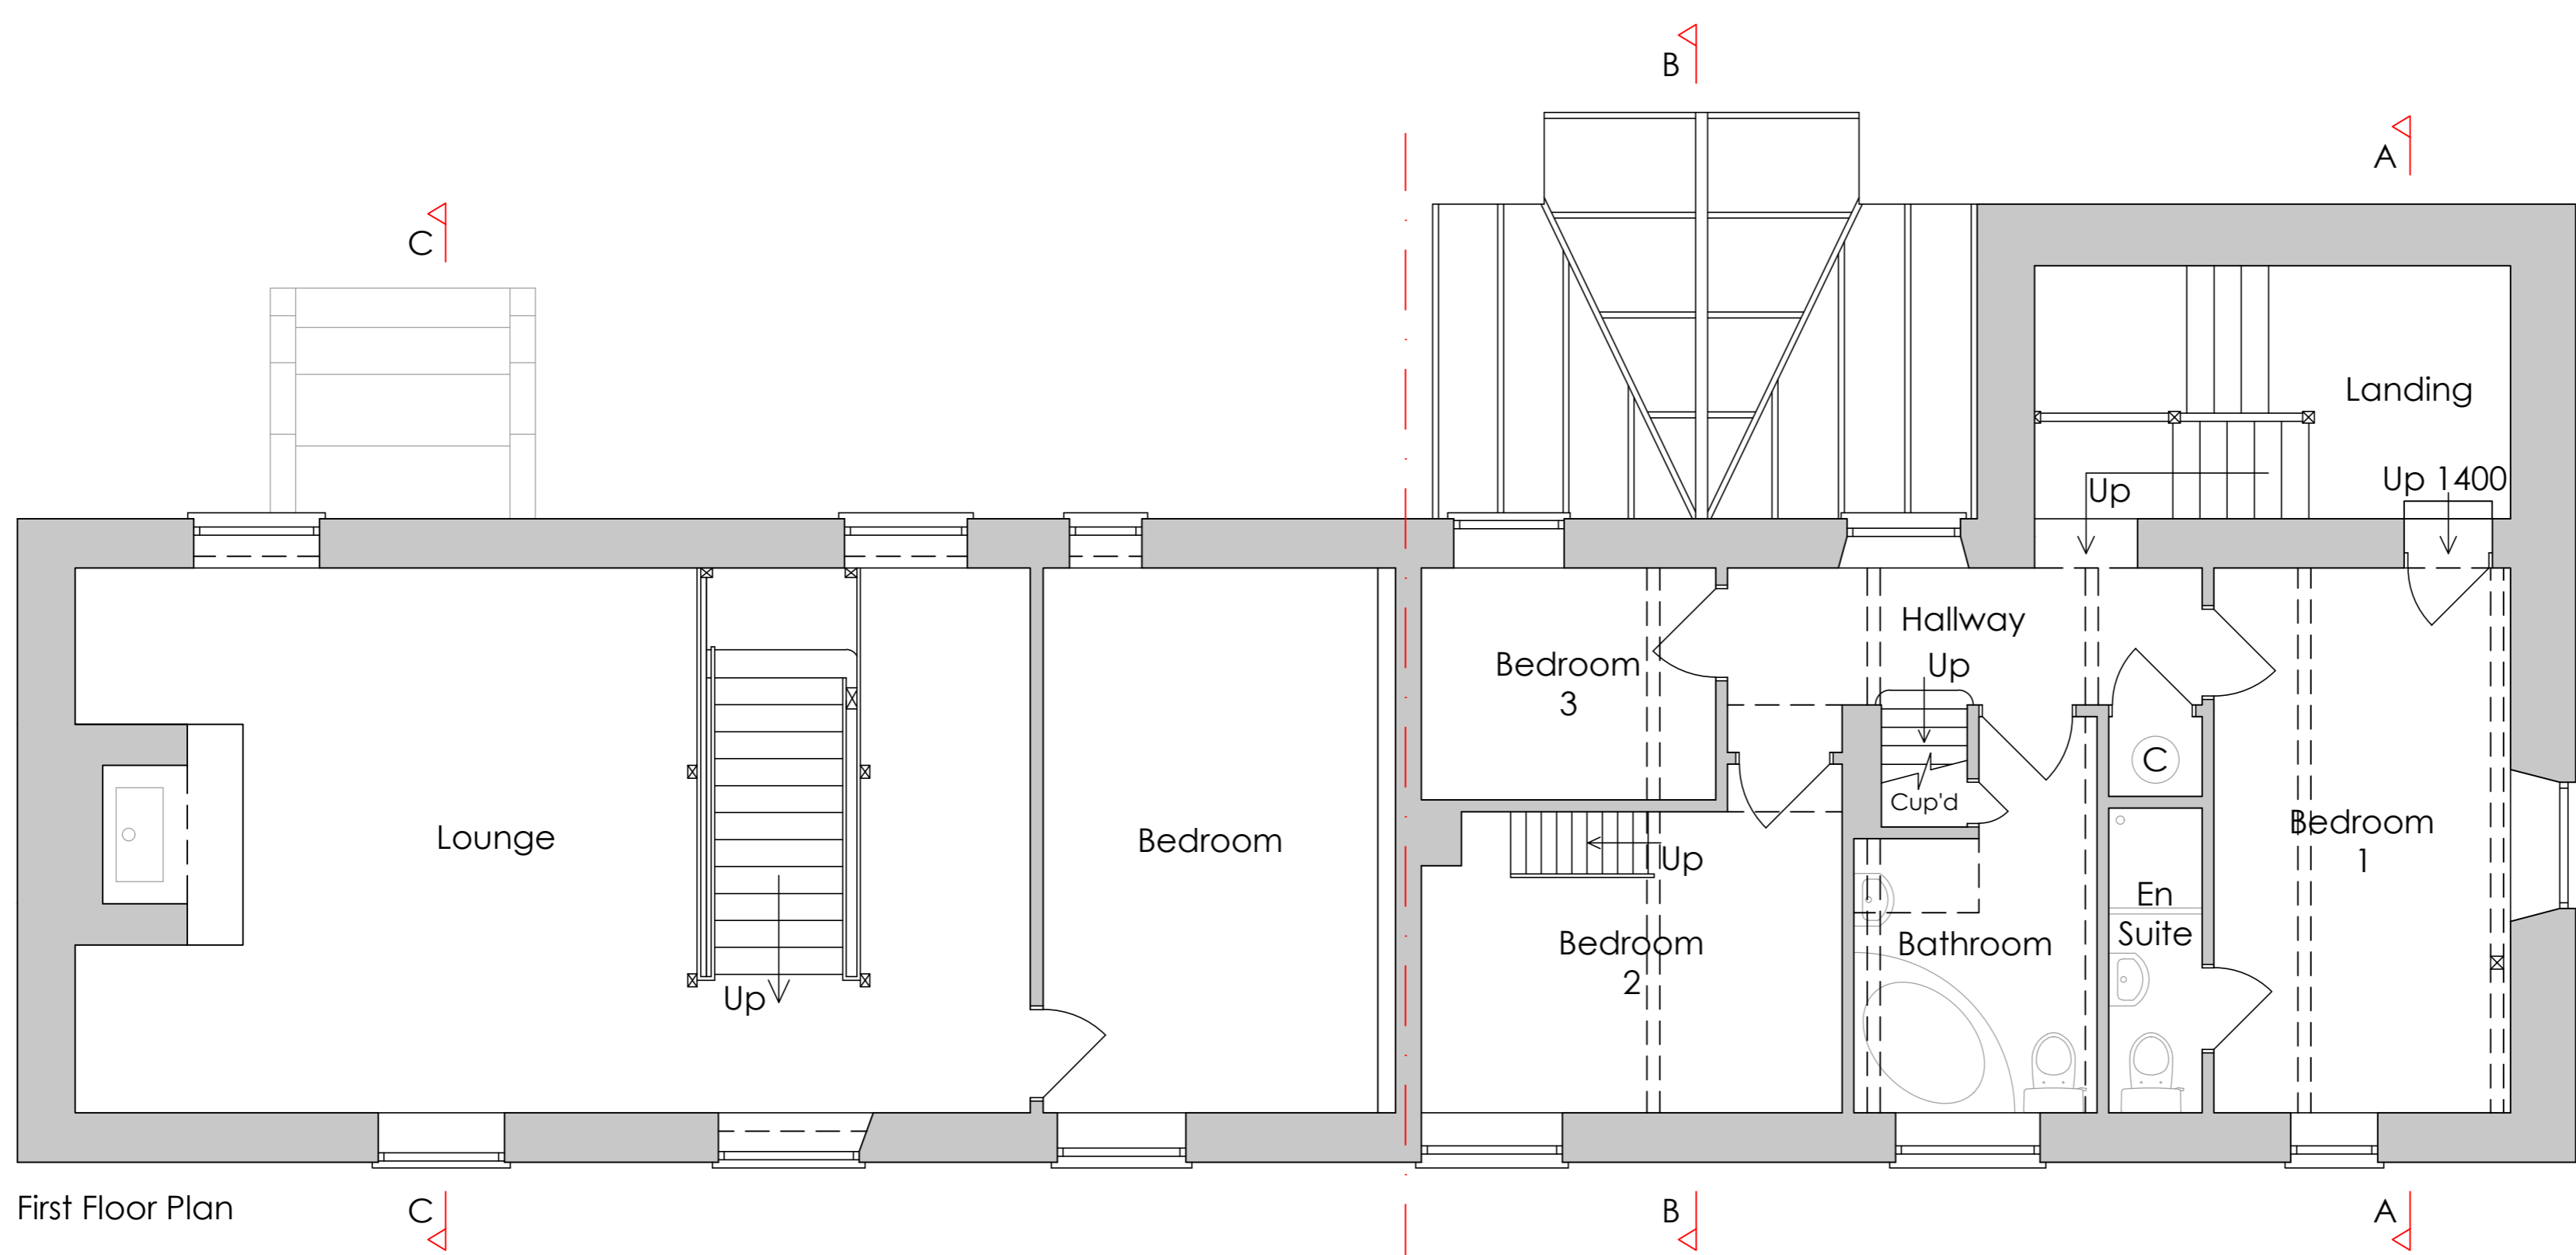 B
A
C
Landing
Up 1400
Up
Hallway
Up
Bedroom
3
C
Cup'd
Lounge
Bedroom
Bedroom
1
Up
En
Suite
Bedroom
2
Bathroom
Up
First Floor Plan
C
B
A